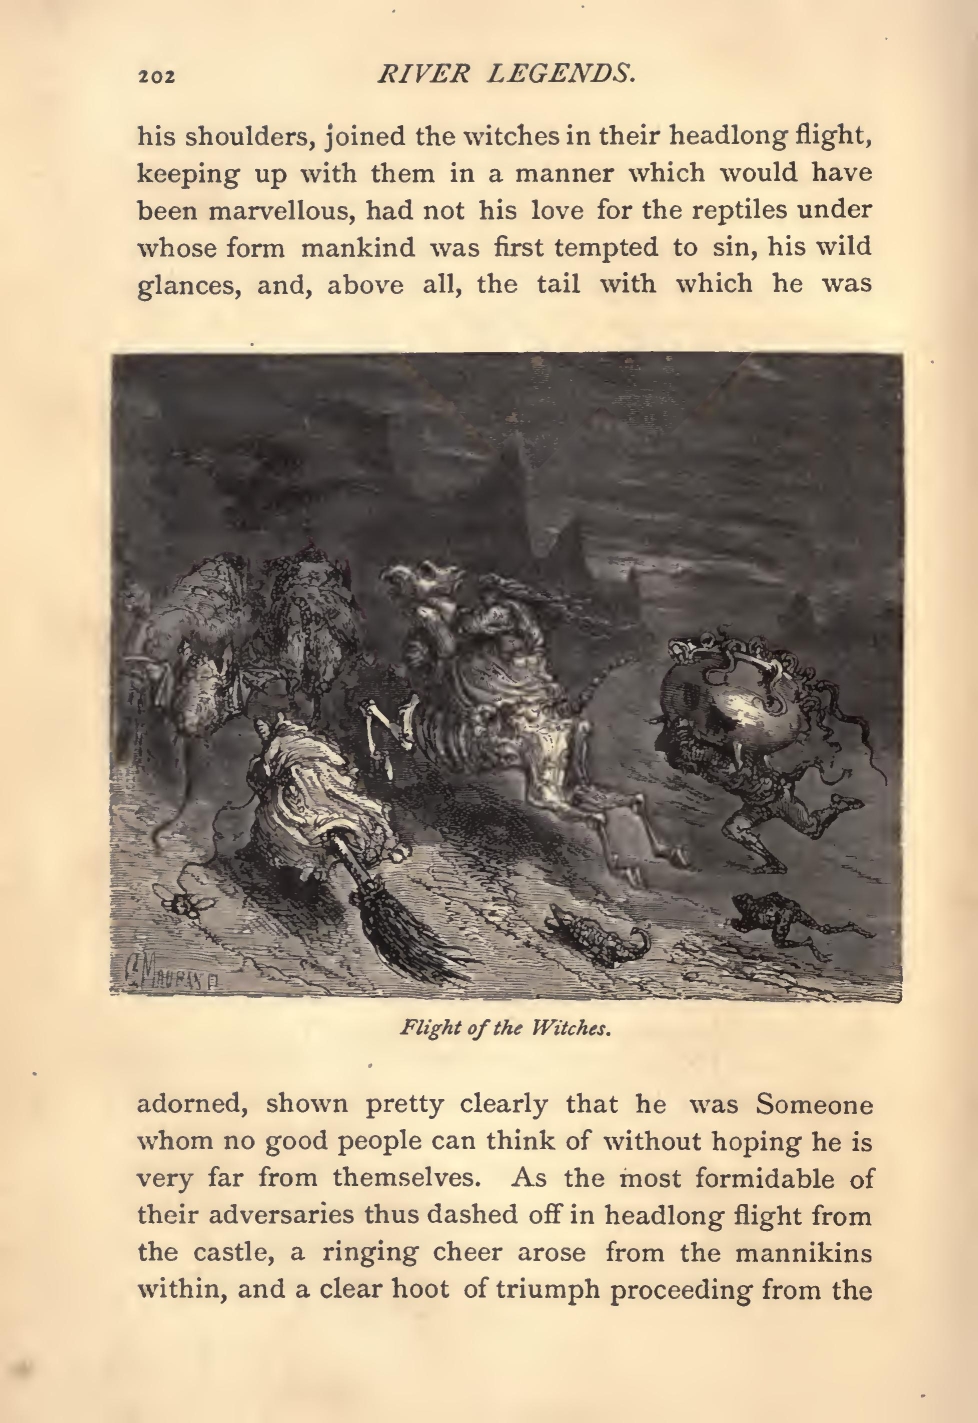 202
RIVER LEGENDS.
his shoulders, joined the witches in their headlong flight,
keeping up with them in a manner which would have
been marvellous, had not his love for the reptiles under
whose form mankind was first tempted to sin, his wild
glances, and, above all, the tail with which he was
Flight of the Witches.
adorned, shown pretty clearly that he was Someone
whom no good people can think of without hoping he is
very far from themselves. As the most formidable of
their adversaries thus dashed off in headlong flight from
the castle, a ringing cheer arose from the mannikins
within, and a clear hoot of triumph proceeding from the